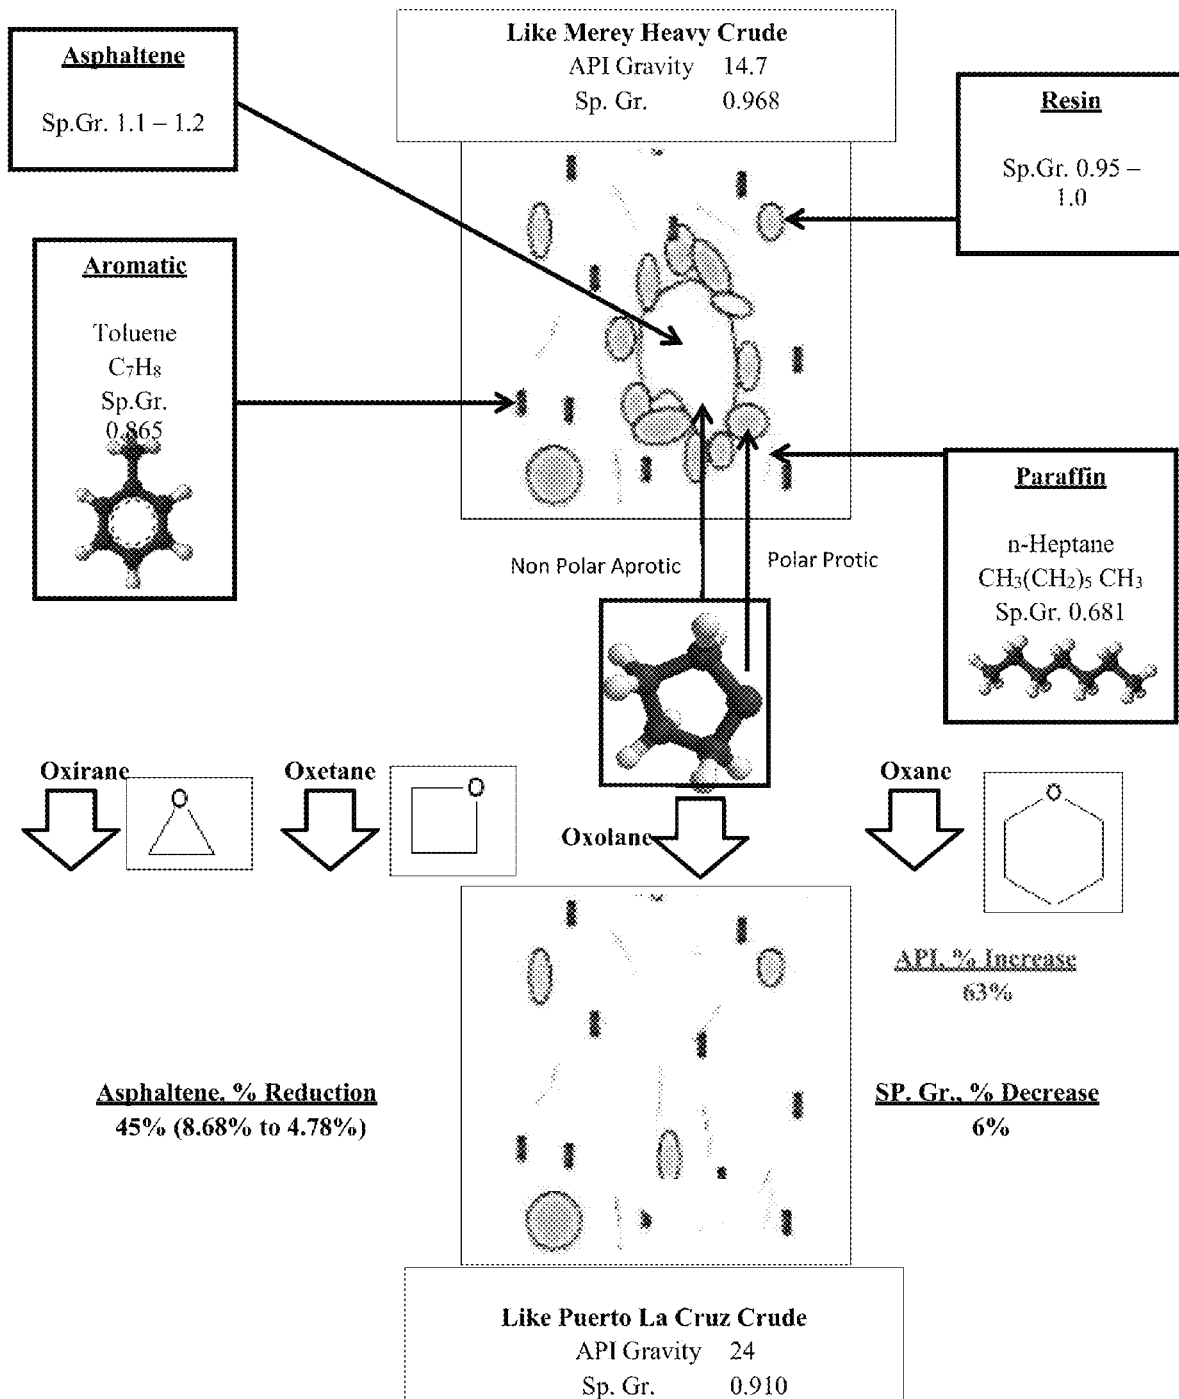 Like Merey Heavy Crude
API Gravity 14.7
Sp. Gr. 0.968
Asphaltene
Sp.Gr. 1.1 – 1.2
Resin
Sp.Gr. 0.95 –
1.0
Aromatic
Toluene
C₇H₈
Sp.Gr.
0.865
Paraffin
n-Heptane
CH₃(CH₂)₅ CH₃
Sp.Gr. 0.681
Non Polar Aprotic
Polar Protic
Oxirane
O
Oxetane
O
Oxolane
Oxane
O
API, % Increase
63%
Asphaltene, % Reduction
45% (8.68% to 4.78%)
SP. Gr., % Decrease
6%
Like Puerto La Cruz Crude
API Gravity 24
Sp. Gr. 0.910